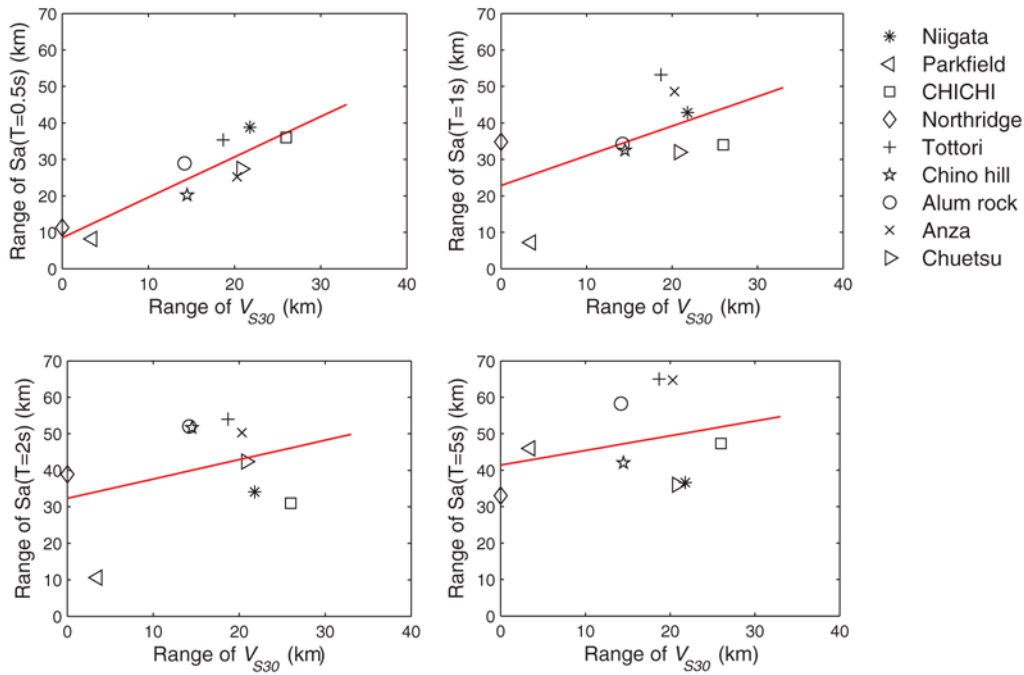 70
60
50
40
30
20
10
0
Range of Sa(T=0.5s) (km)
0 10 20 30 40
Range of V_S30 (km)
70
60
50
40
30
20
10
0
Range of Sa(T=1s) (km)
0 10 20 30 40
Range of V_S30 (km)
Niigata
Parkfield
CHICHI
Northridge
Tottori
Chino hill
Alum rock
Anza
Chuetsu
70
60
50
40
30
20
10
0
Range of Sa(T=2s) (km)
0 10 20 30 40
Range of V_S30 (km)
70
60
50
40
30
20
10
0
Range of Sa(T=5s) (km)
0 10 20 30 40
Range of V_S30 (km)